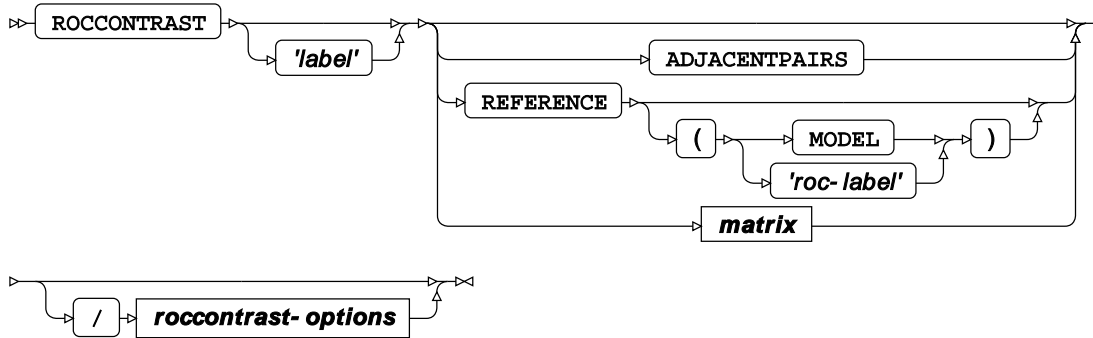 ROCCONTRAST
'label'
ADJACENTPAIRS
REFERENCE
( MODEL )
'roc-label'
matrix
/ roccontrast-options